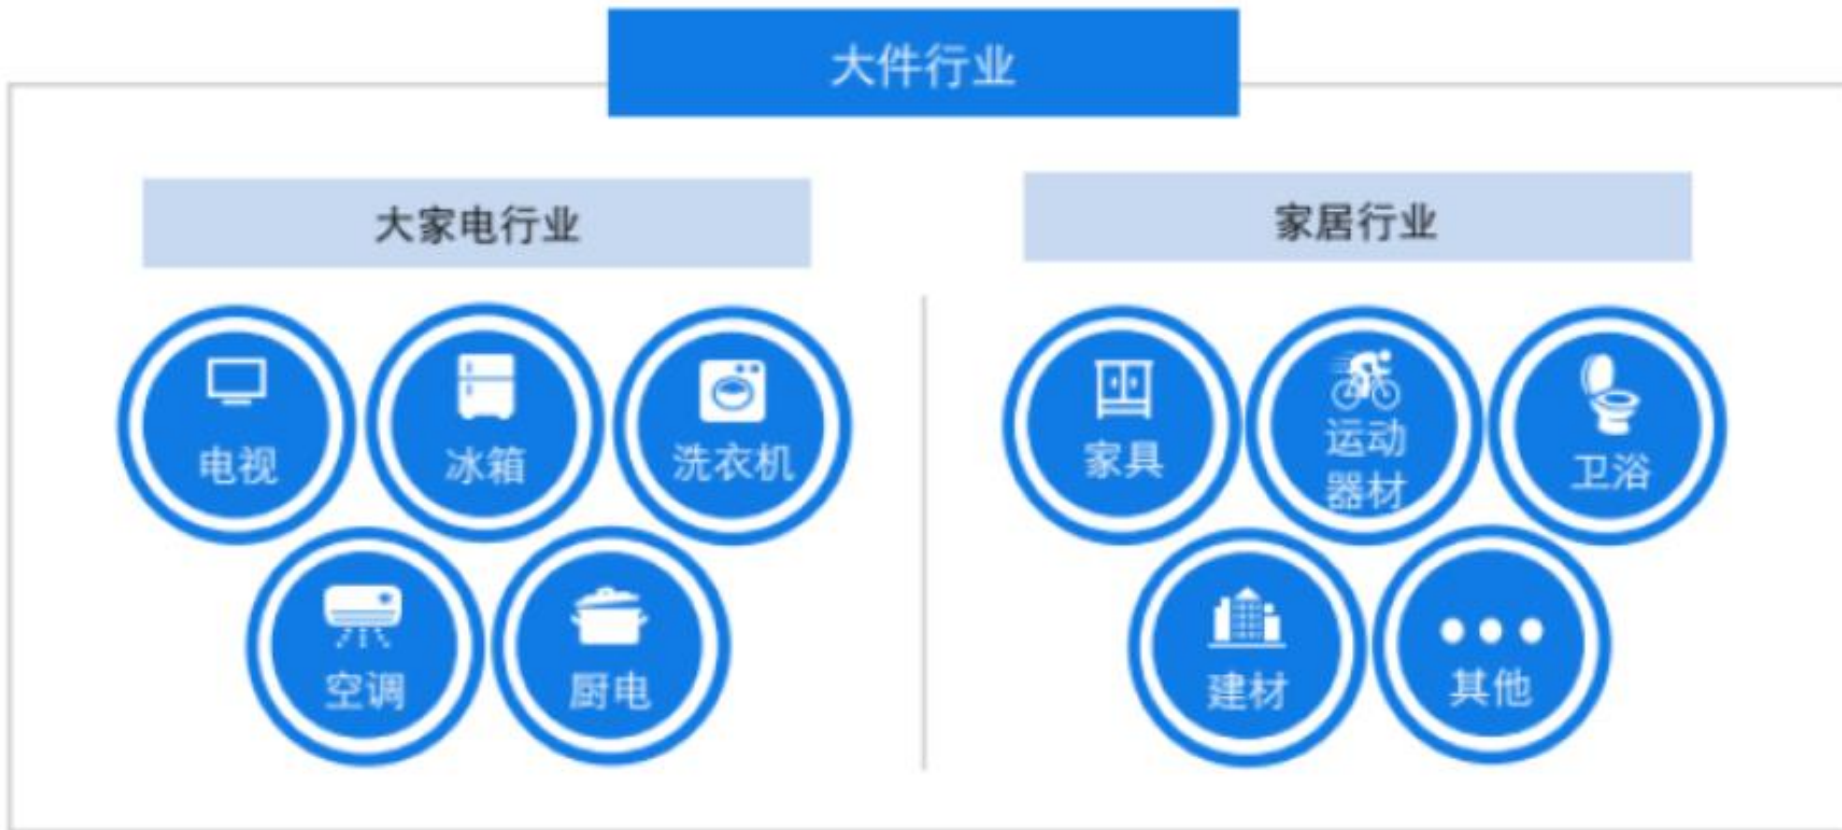 大件行业
大家电行业
家居行业
电视
冰箱
洗衣机
家具
运动
器材
卫浴
空调
厨电
建材
其他